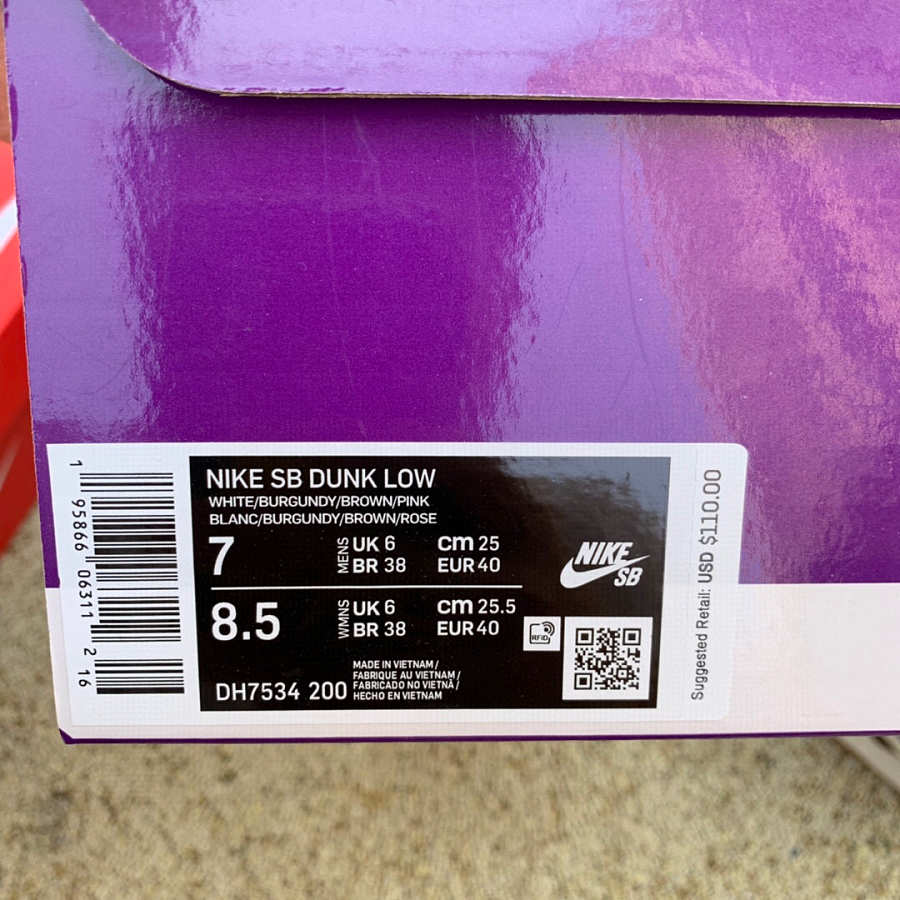 NIKE SB DUNK LOW
WHITE/BURGUNDY/BROWN/PINK
BLANC/BURGUNDY/BROWN/ROSE
7 MENS UK 6 cm 25
BR 38 EUR 40
8.5 WMNS UK 6 cm 25.5
BR 38 EUR 40
DH7534 200
MADE IN VIETNAM /
FABRIQUE AU VIETNAM /
FABRICADO NO VIETNÃ /
HECHO EN VIETNAM
RFID
NIKE
SB
1 95866 06311 2 16
Suggested Retail: USD $110.00